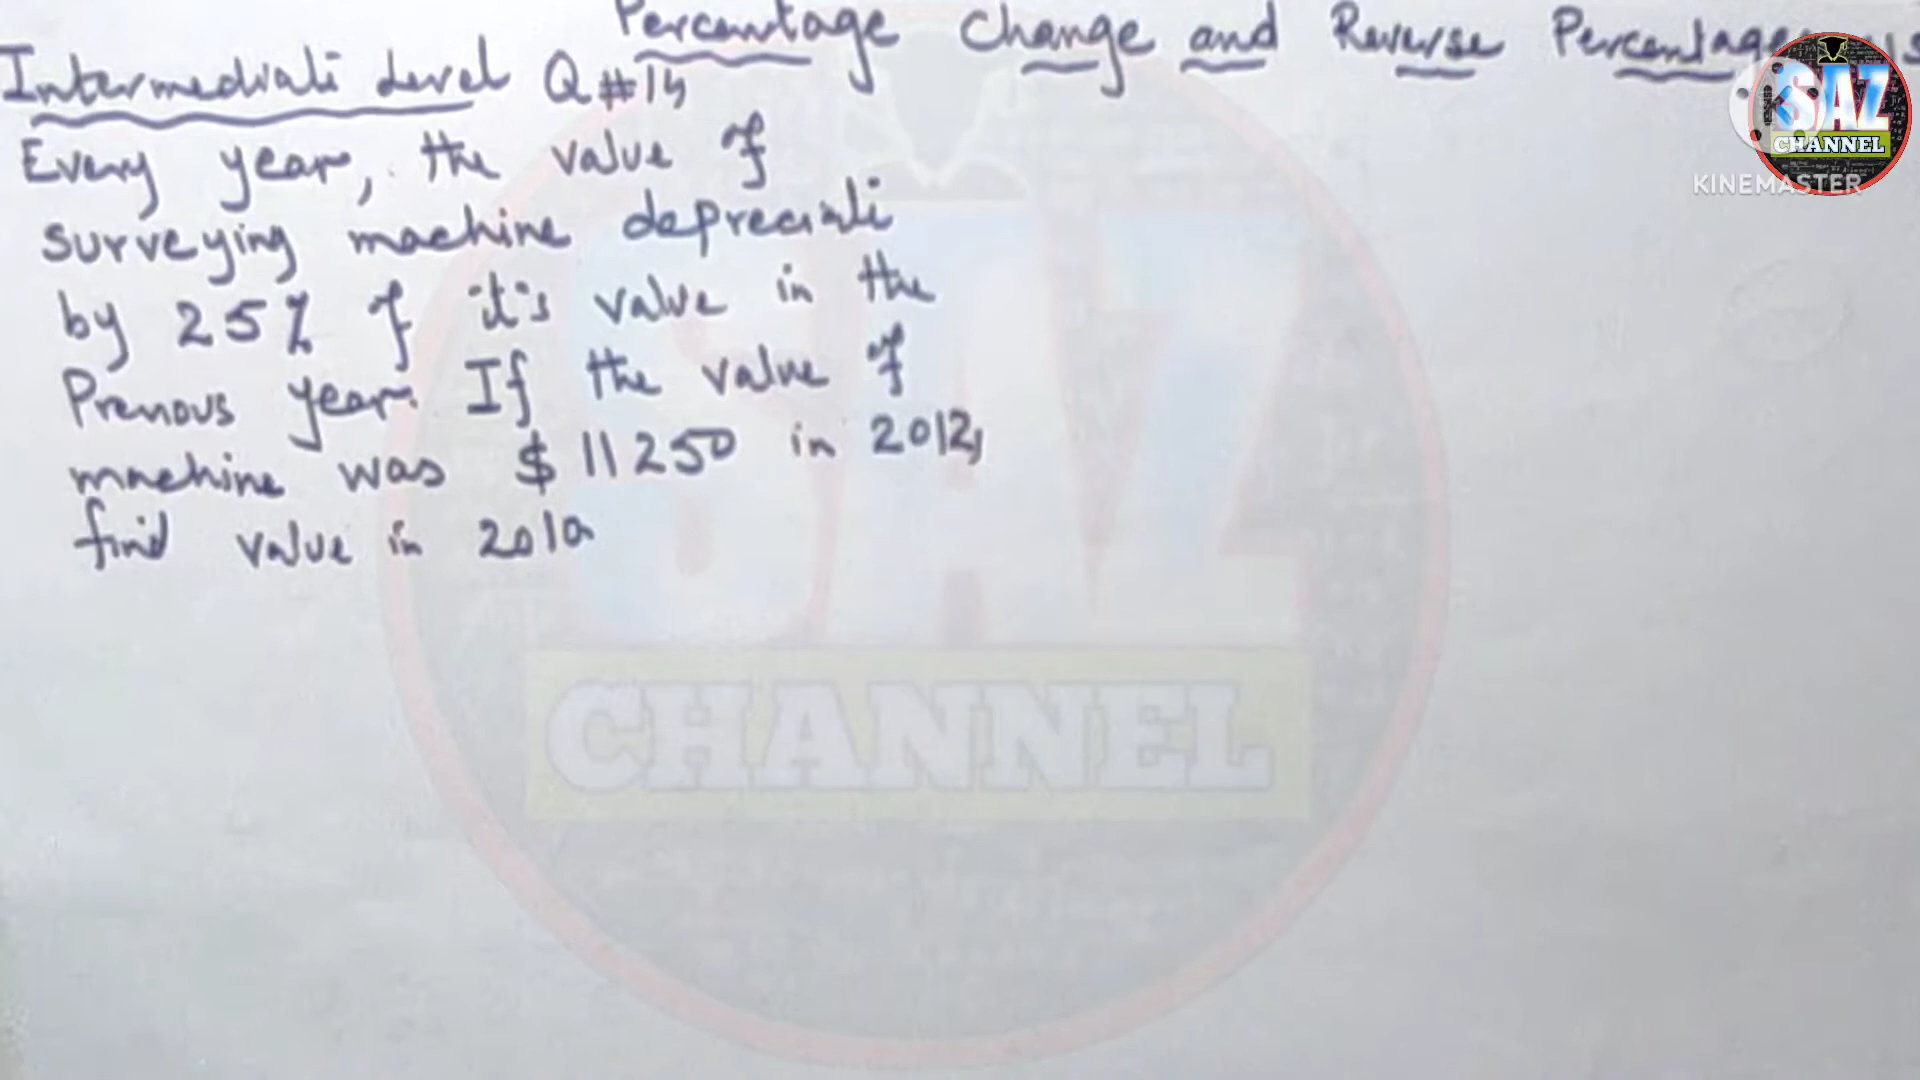 Percentage Change and Reverse Percentage
Intermediate Level Q#14
Every year, the value of
surveying machine depreciate
by 25% of it's value in the
Previous year. If the value of
machine was $11250 in 2012,
find value in 2010
SAZ
CHANNEL
KINEMASTER
SAZ
CHANNEL